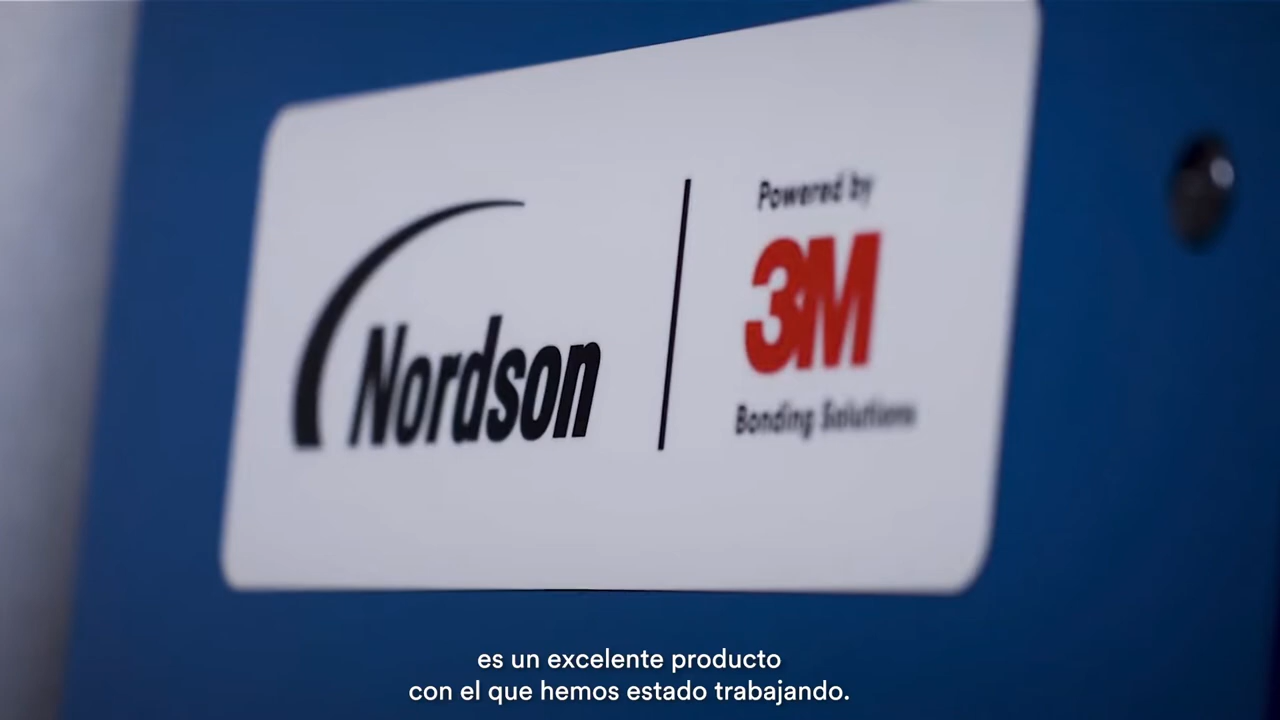 Nordson
Powered by
3M
Bonding Solutions
es un excelente producto
con el que hemos estado trabajando.